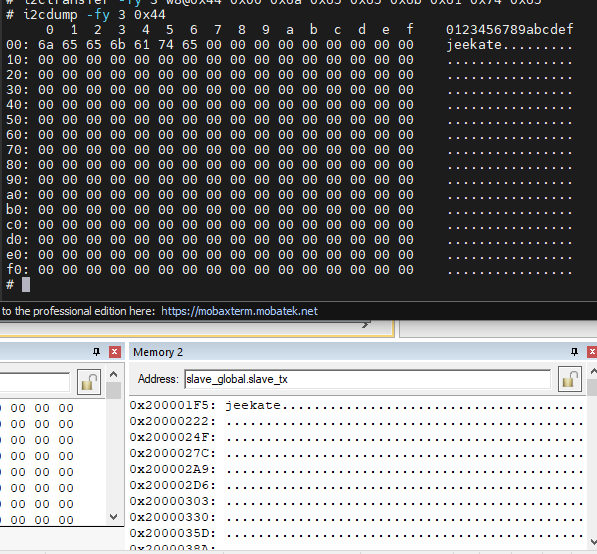 # i2ctransfer -fy 3 w8@0x44 0x00 0x6a 0x65 0x65 0x6b 0x61 0x74 0x65
# i2cdump -fy 3 0x44
     0  1  2  3  4  5  6  7  8  9  a  b  c  d  e  f    0123456789abcdef
00: 6a 65 65 6b 61 74 65 00 00 00 00 00 00 00 00 00    jeekate.........
10: 00 00 00 00 00 00 00 00 00 00 00 00 00 00 00 00    ................
20: 00 00 00 00 00 00 00 00 00 00 00 00 00 00 00 00    ................
30: 00 00 00 00 00 00 00 00 00 00 00 00 00 00 00 00    ................
40: 00 00 00 00 00 00 00 00 00 00 00 00 00 00 00 00    ................
50: 00 00 00 00 00 00 00 00 00 00 00 00 00 00 00 00    ................
60: 00 00 00 00 00 00 00 00 00 00 00 00 00 00 00 00    ................
70: 00 00 00 00 00 00 00 00 00 00 00 00 00 00 00 00    ................
80: 00 00 00 00 00 00 00 00 00 00 00 00 00 00 00 00    ................
90: 00 00 00 00 00 00 00 00 00 00 00 00 00 00 00 00    ................
a0: 00 00 00 00 00 00 00 00 00 00 00 00 00 00 00 00    ................
b0: 00 00 00 00 00 00 00 00 00 00 00 00 00 00 00 00    ................
c0: 00 00 00 00 00 00 00 00 00 00 00 00 00 00 00 00    ................
d0: 00 00 00 00 00 00 00 00 00 00 00 00 00 00 00 00    ................
e0: 00 00 00 00 00 00 00 00 00 00 00 00 00 00 00 00    ................
f0: 00 00 00 00 00 00 00 00 00 00 00 00 00 00 00 00    ................
#
to the professional edition here: https://mobaxterm.mobatek.net
Memory 2
Address: slave_global.slave_tx
0 00 00 00
0 00 00 00
0 00 00 00
0 00 00 00
0 00 00 00
0 00 00 00
0 00 00 00
0 00 00 00
0x200001F5: jeekate......................................
0x20000222: .............................................
0x2000024F: .............................................
0x2000027C: .............................................
0x200002A9: .............................................
0x200002D6: .............................................
0x20000303: .............................................
0x20000330: .............................................
0x2000035D: .............................................
0x2000038A: .............................................